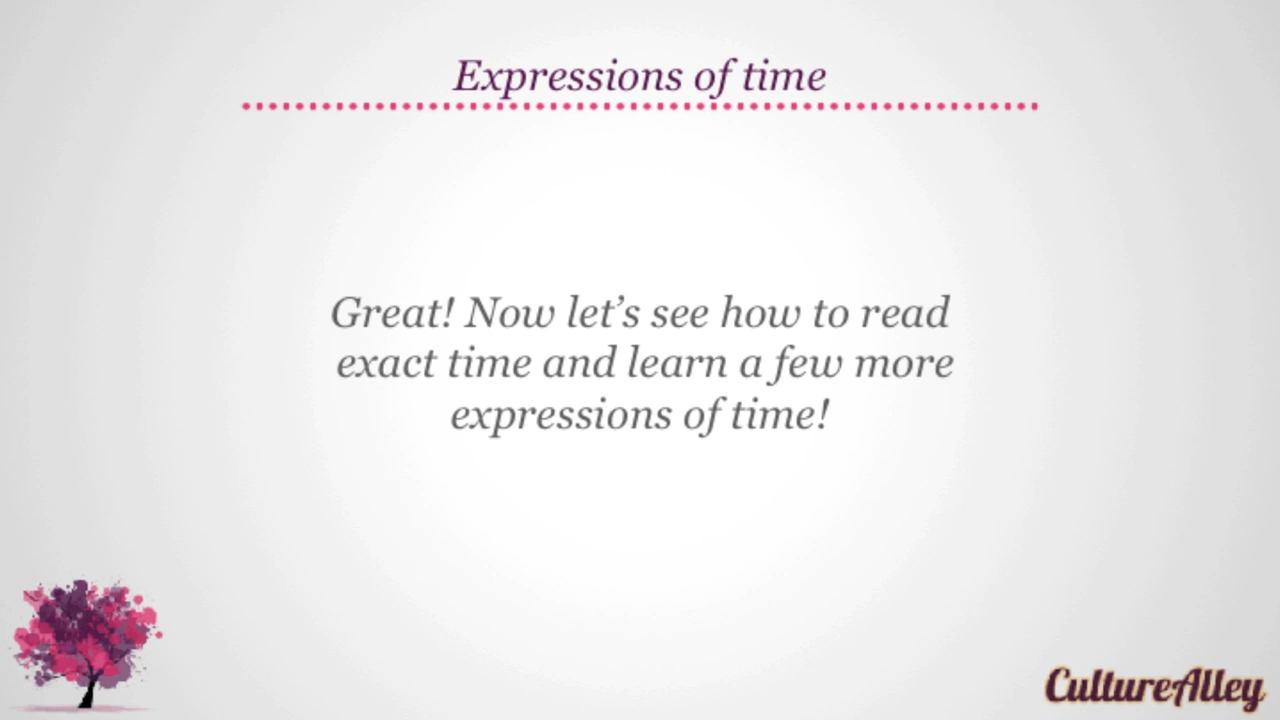 Expressions of time
Great! Now let’s see how to read
exact time and learn a few more
expressions of time!
CultureAlley